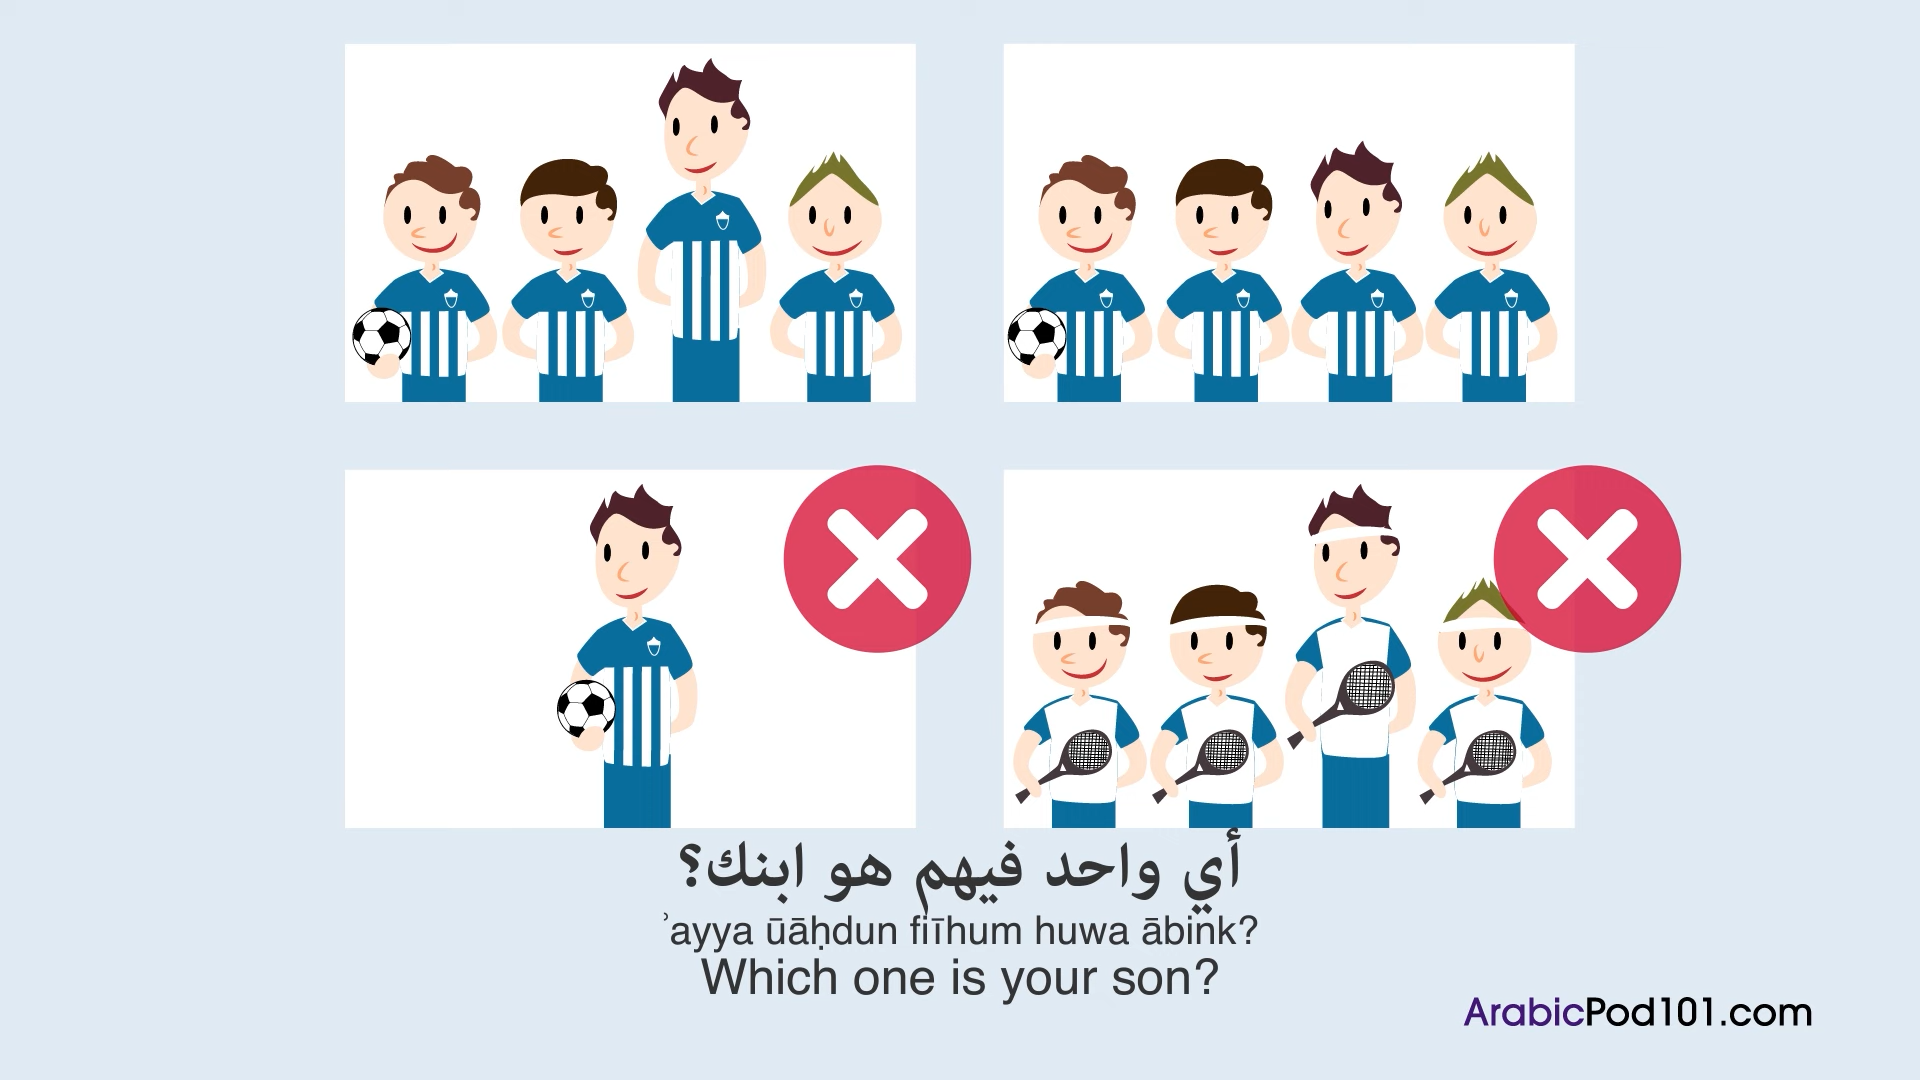 أي واحد فيهم هو ابنك؟
ʾayya ūāḥdun fiīhum huwa ābink?
Which one is your son?
ArabicPod101.com